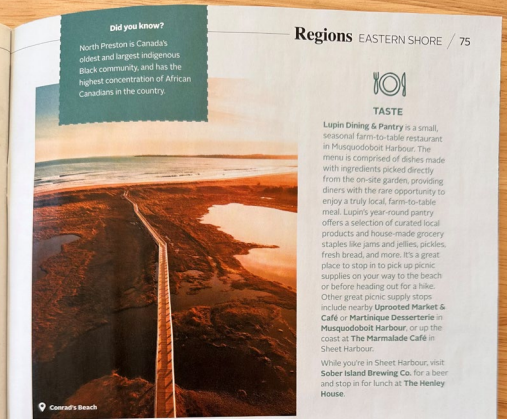 Did you know?
North Preston is Canada's
oldest and largest indigenous
Black community, and has the
highest concentration of African
Canadians in the country.
Regions EASTERN SHORE / 75
TASTE
Lupin Dining & Pantry is a small,
seasonal farm-to-table restaurant
in Musquodoboit Harbour. The
menu is comprised of dishes made
with ingredients picked directly
from the on-site garden, providing
diners with the rare opportunity to
enjoy a truly local, farm-to-table
meal. Lupin's year-round pantry
offers a selection of curated local
products and house-made grocery
staples like jams and jellies, pickles,
fresh bread, and more. It's a great
place to stop in to pick up picnic
supplies on your way to the beach
or before heading out for a hike.
Other great picnic supply stops
include nearby Uprooted Market &
Café or Martinique Desserterie in
Musquodoboit Harbour, or up the
coast at The Marmalade Café in
Sheet Harbour.
While you're in Sheet Harbour, visit
Sober Island Brewing Co. for a beer
and stop in for lunch at The Henley
House.
Conrad's Beach